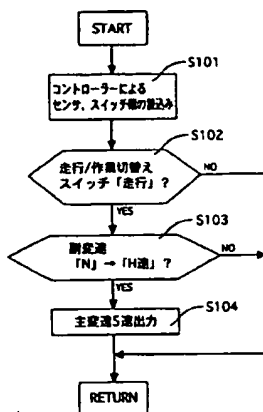 START
S101
コントローラーによる
センサ、スイッチ類の読込み
S102
走行/作業切替え
スイッチ「走行」?
NO
YES
S103
副変速
「N」→「H速」?
NO
YES
S104
主変速5速出力
RETURN